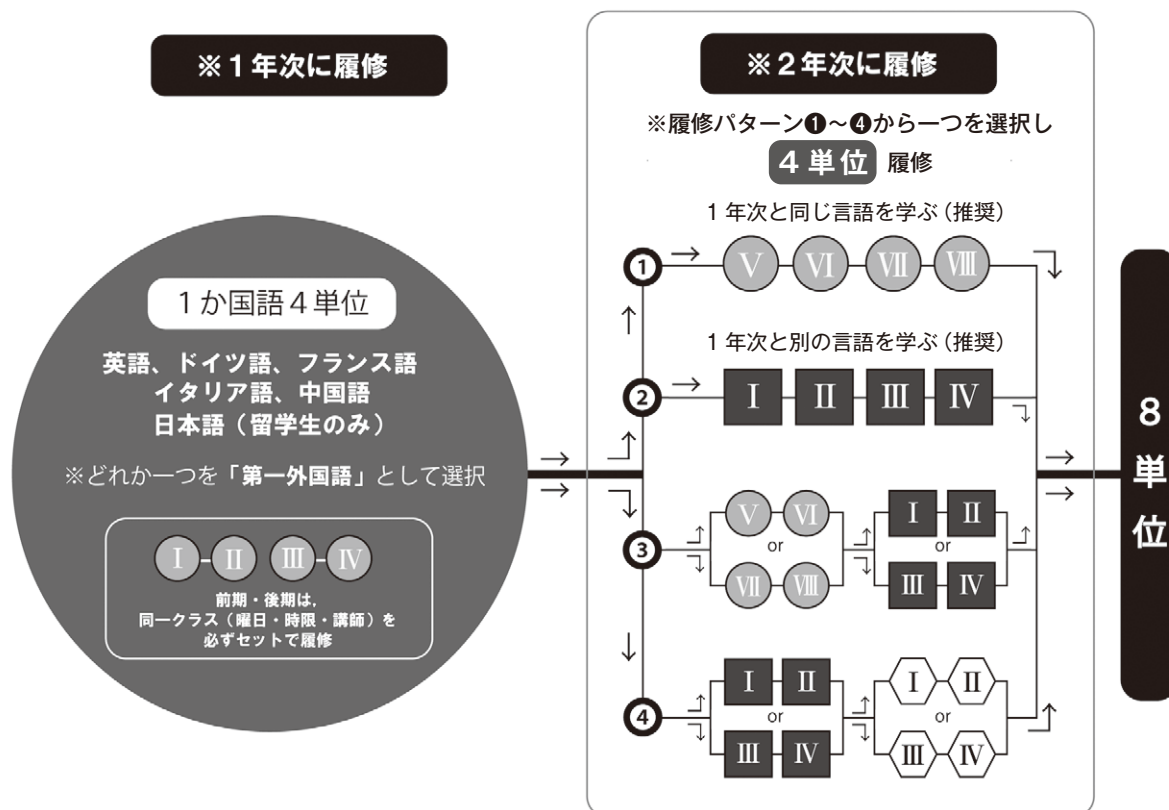 ※1年次に履修
1か国語4単位
英語、ドイツ語、フランス語
イタリア語、中国語
日本語（留学生のみ）
※どれか一つを「第一外国語」として選択
Ⅰ Ⅱ Ⅲ Ⅳ
前期・後期は,
同一クラス（曜日・時限・講師）を
必ずセットで履修
※2年次に履修
※履修パターン❶～❹から一つを選択し
4単位 履修
1年次と同じ言語を学ぶ（推奨）
① Ⅴ Ⅵ Ⅶ Ⅷ
1年次と別の言語を学ぶ（推奨）
② Ⅰ Ⅱ Ⅲ Ⅳ
Ⅴ Ⅵ Ⅰ Ⅱ
③ or or
Ⅶ Ⅷ Ⅲ Ⅳ
Ⅰ Ⅱ Ⅰ Ⅱ
④ or or
Ⅲ Ⅳ Ⅲ Ⅳ
8単位